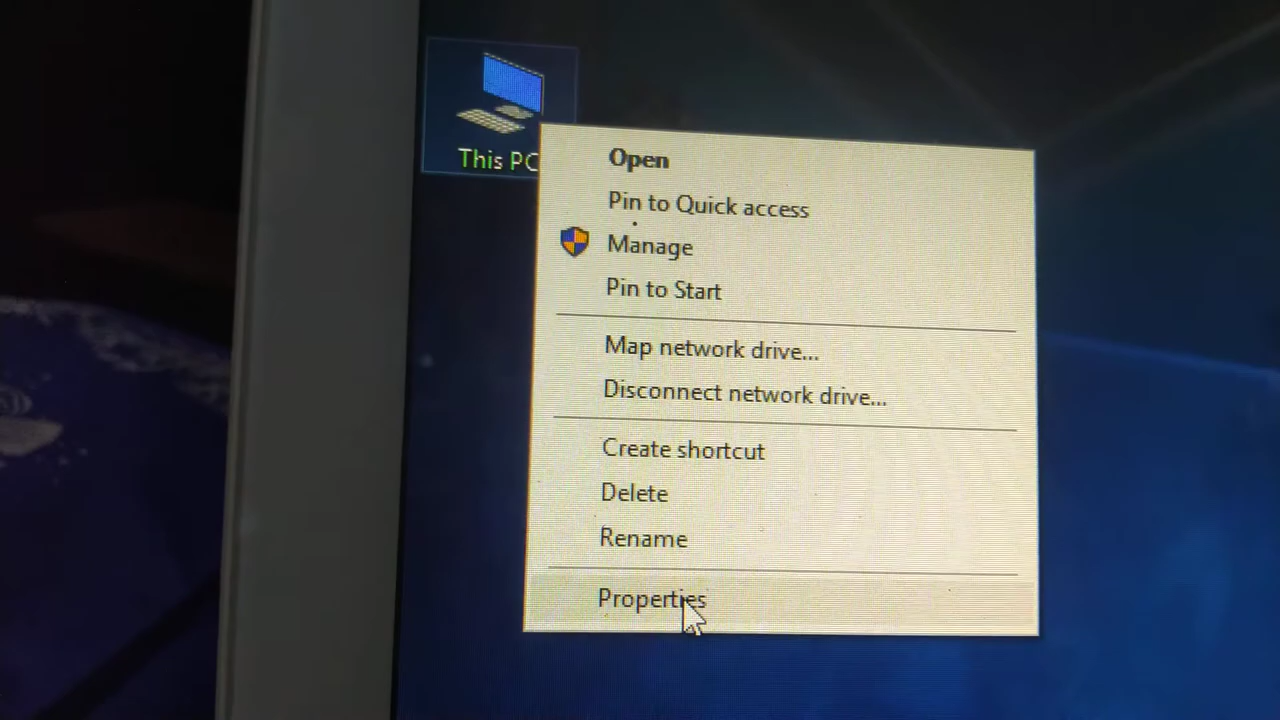 This PC
Open
Pin to Quick access
Manage
Pin to Start
Map network drive...
Disconnect network drive...
Create shortcut
Delete
Rename
Properties